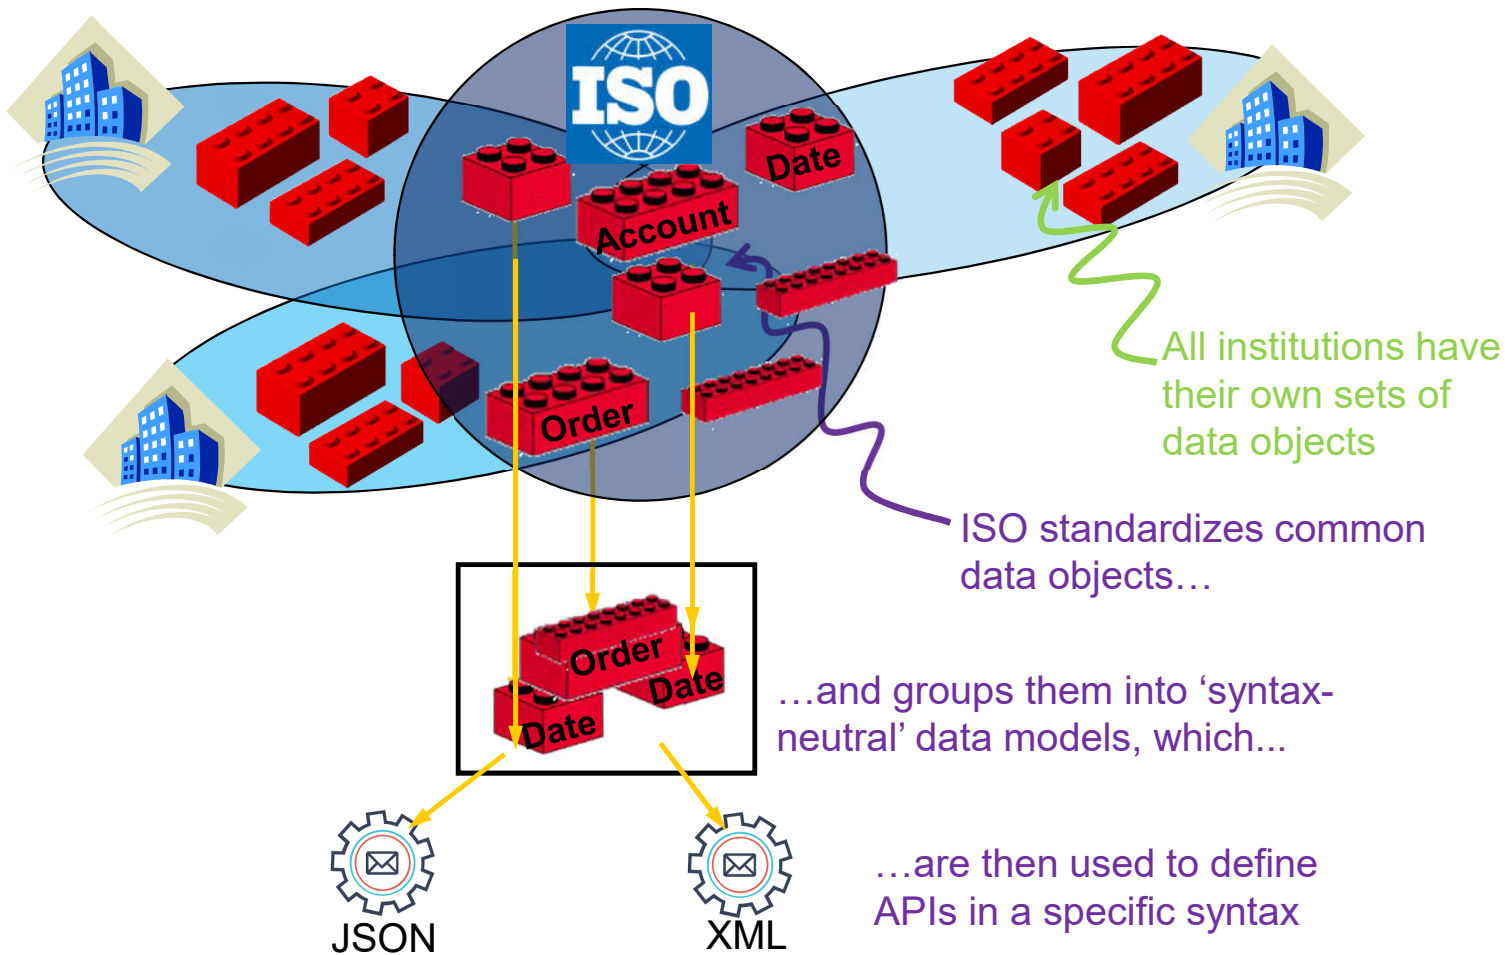 ISO
Date
Account
Order
All institutions have
their own sets of
data objects
ISO standardizes common
data objects…
Order
Date
Date
…and groups them into ‘syntax-
neutral’ data models, which...
…are then used to define
APIs in a specific syntax
JSON
XML